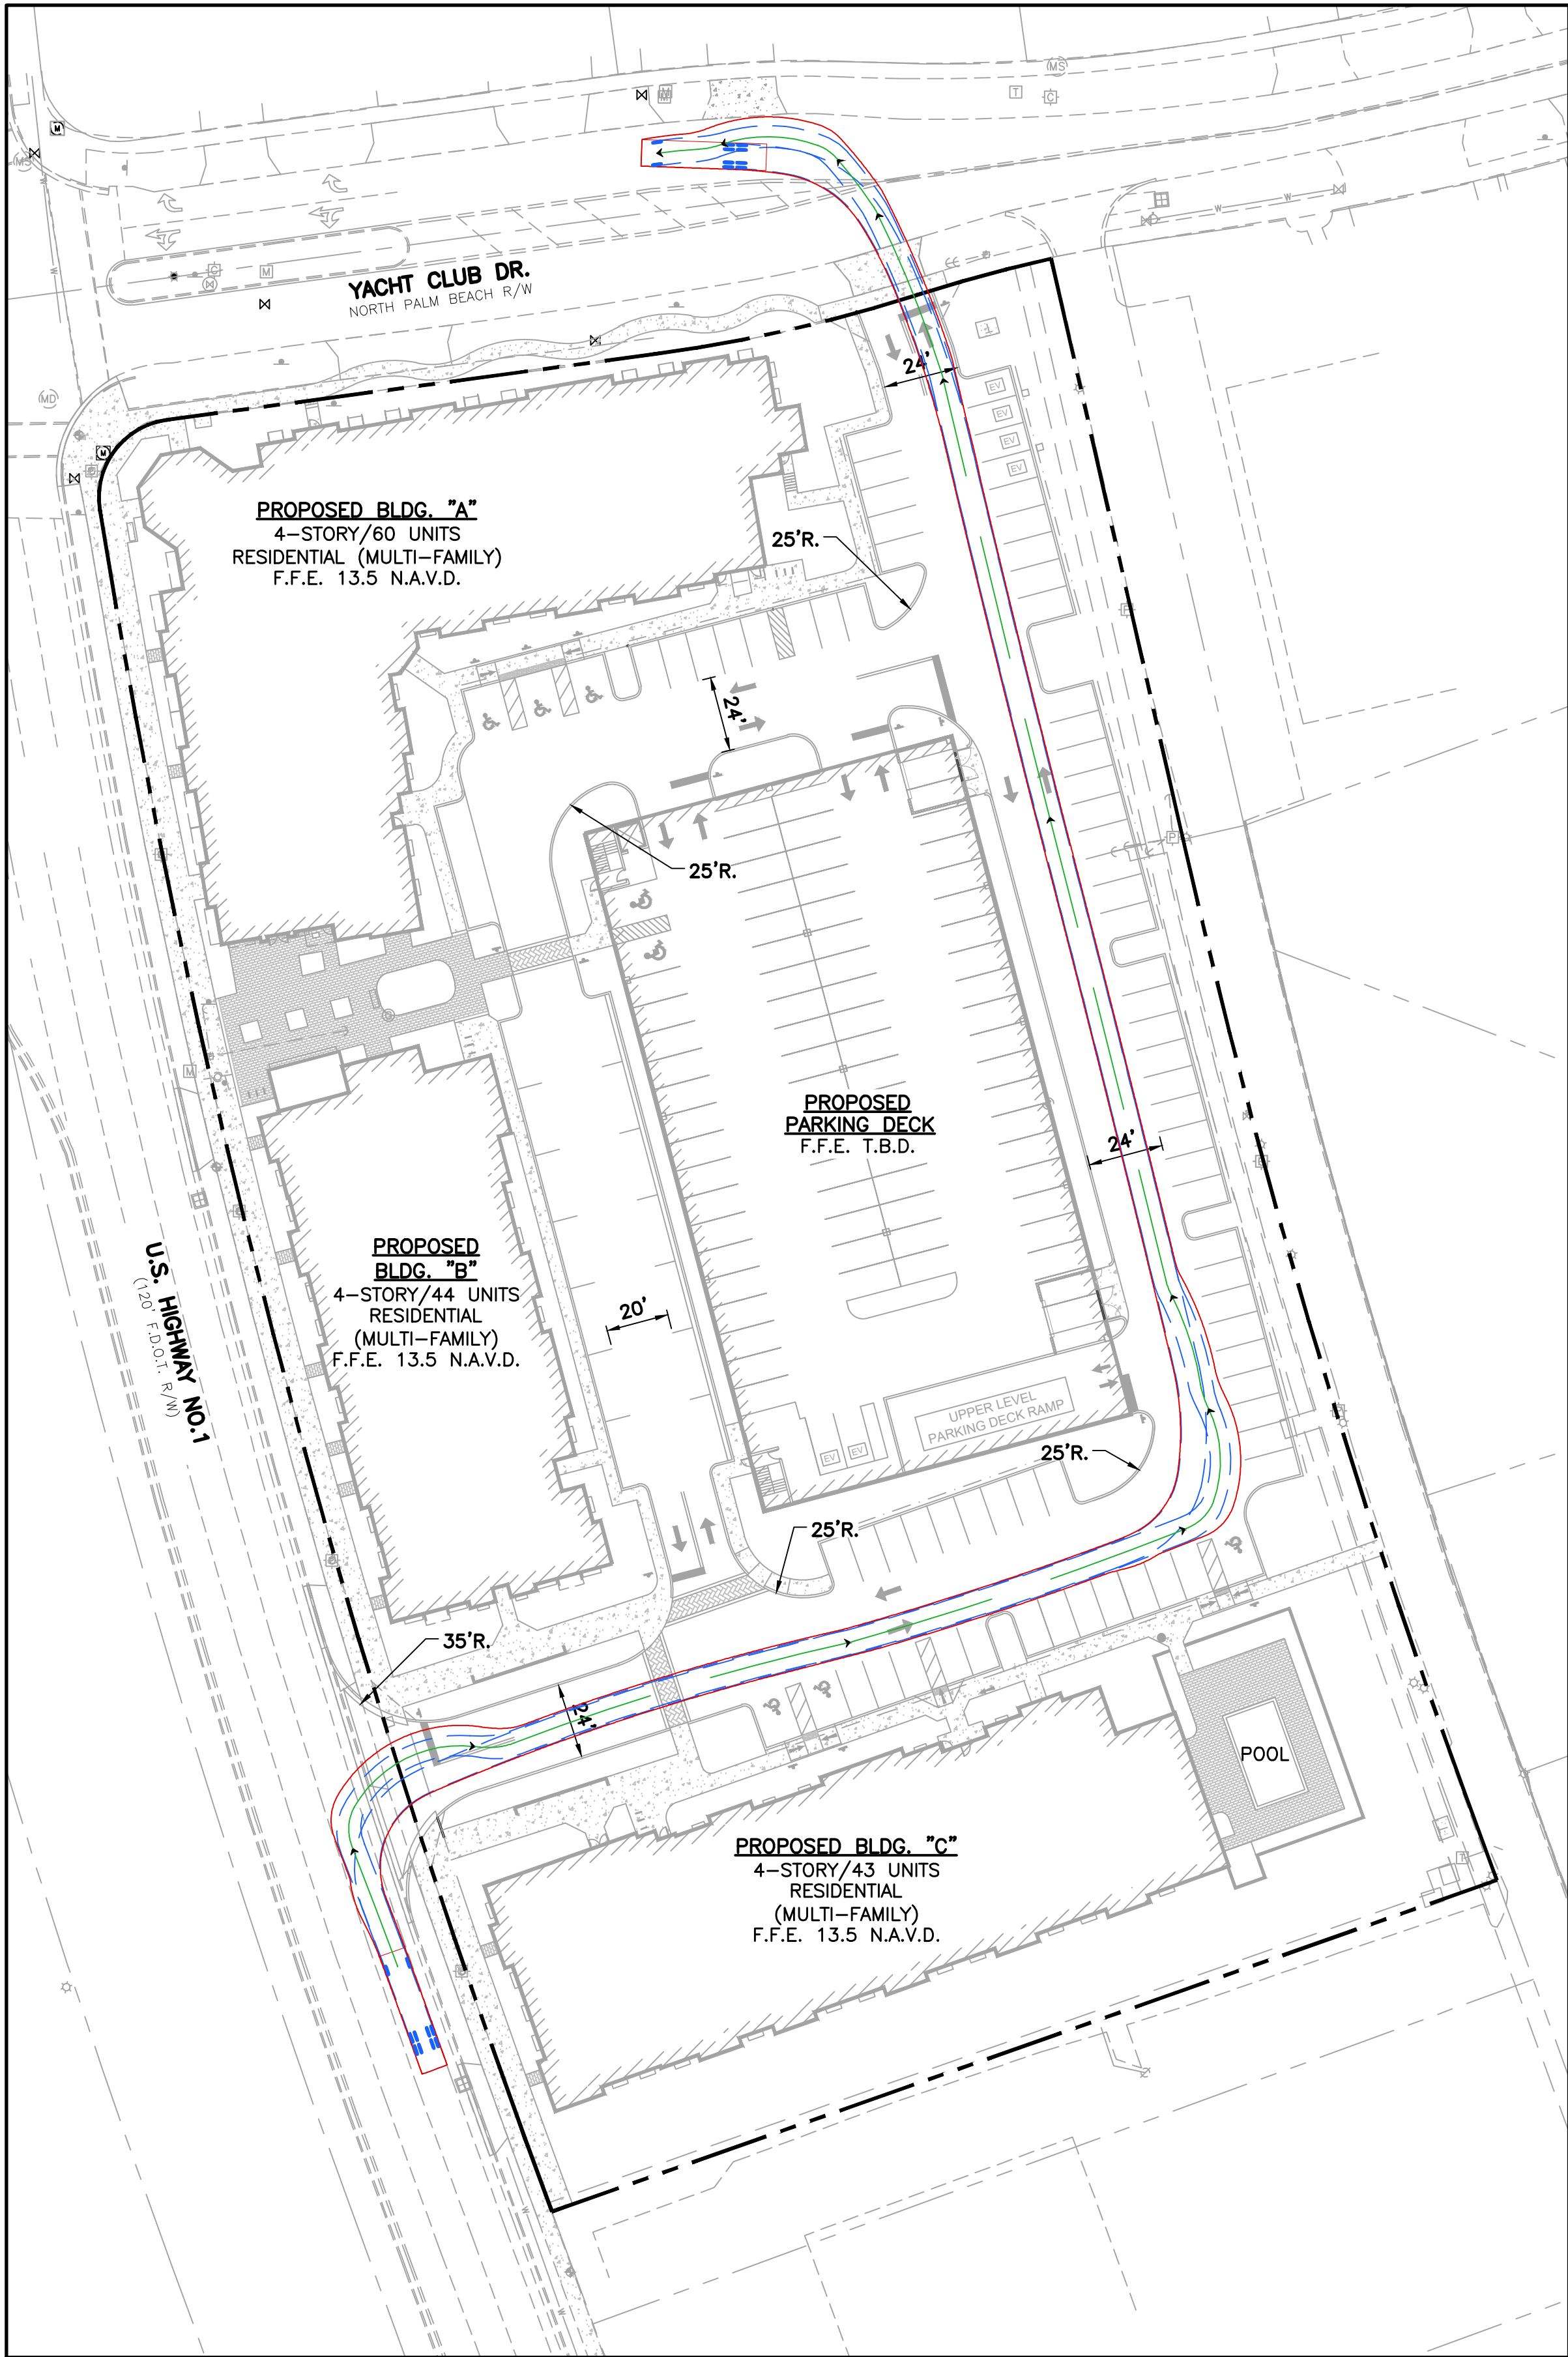 MS
T
C
M
M
MS
YACHT CLUB DR.
NORTH PALM BEACH R/W
C
M
MD
M
24'
EV
EV
EV
EV
PROPOSED BLDG. "A"
4-STORY/60 UNITS
RESIDENTIAL (MULTI-FAMILY)
F.F.E. 13.5 N.A.V.D.
25'R.
24'
25'R.
P
M
PROPOSED
PARKING DECK
F.F.E. T.B.D.
24'
U.S. HIGHWAY NO.1
(120' F.D.O.T. R/W)
PROPOSED
BLDG. "B"
4-STORY/44 UNITS
RESIDENTIAL
(MULTI-FAMILY)
F.F.E. 13.5 N.A.V.D.
20'
UPPER LEVEL
PARKING DECK RAMP
EV
EV
25'R.
25'R.
35'R.
24'
POOL
PROPOSED BLDG. "C"
4-STORY/43 UNITS
RESIDENTIAL
(MULTI-FAMILY)
F.F.E. 13.5 N.A.V.D.
T